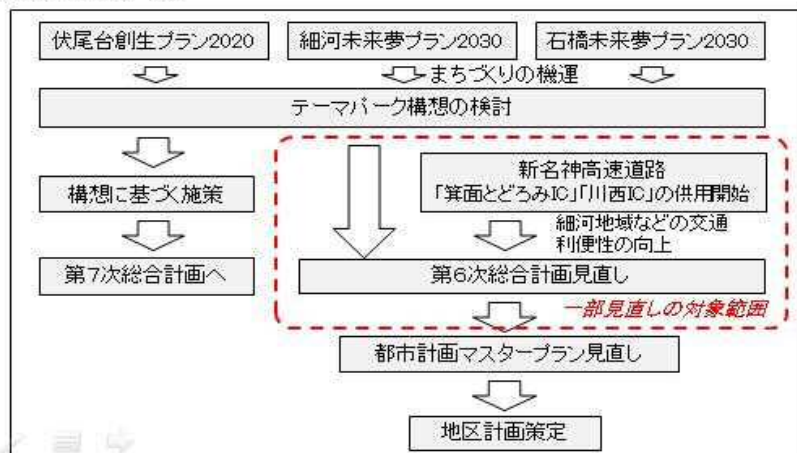 伏尾台創生プラン2020
細河未来夢プラン2030
石橋未来夢プラン2030
まちづくりの機運
テーマパーク構想の検討
構想に基づく施策
新名神高速道路
「箕面とどろみIC」「川西IC」の供用開始
細河地域などの交通
利便性の向上
第7次総合計画へ
第6次総合計画見直し
一部見直しの対象範囲
都市計画マスタープラン見直し
地区計画策定